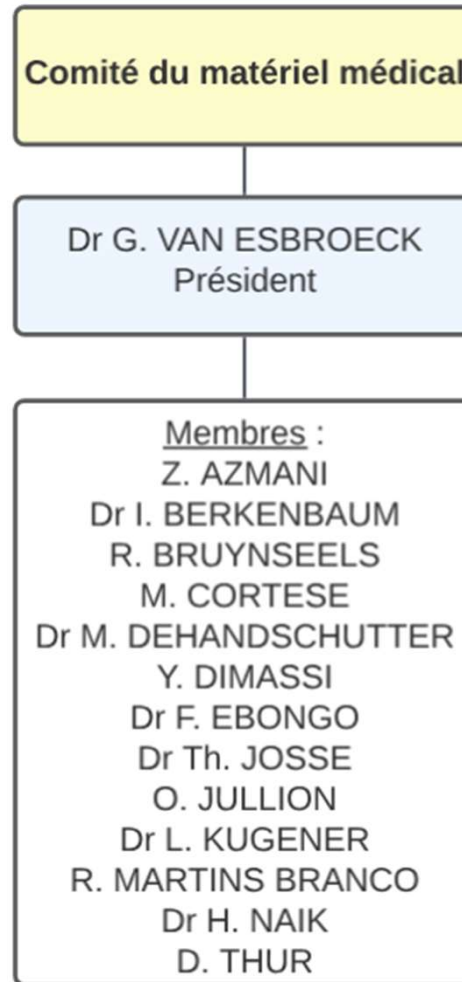 Comité du matériel médical
Dr G. VAN ESBROECK
Président
Membres :
Z. AZMANI
Dr I. BERKENBAUM
R. BRUYNSEELS
M. CORTESE
Dr M. DEHANDSCHUTTER
Y. DIMASSI
Dr F. EBONGO
Dr Th. JOSSE
O. JULLION
Dr L. KUGENER
R. MARTINS BRANCO
Dr H. NAIK
D. THUR